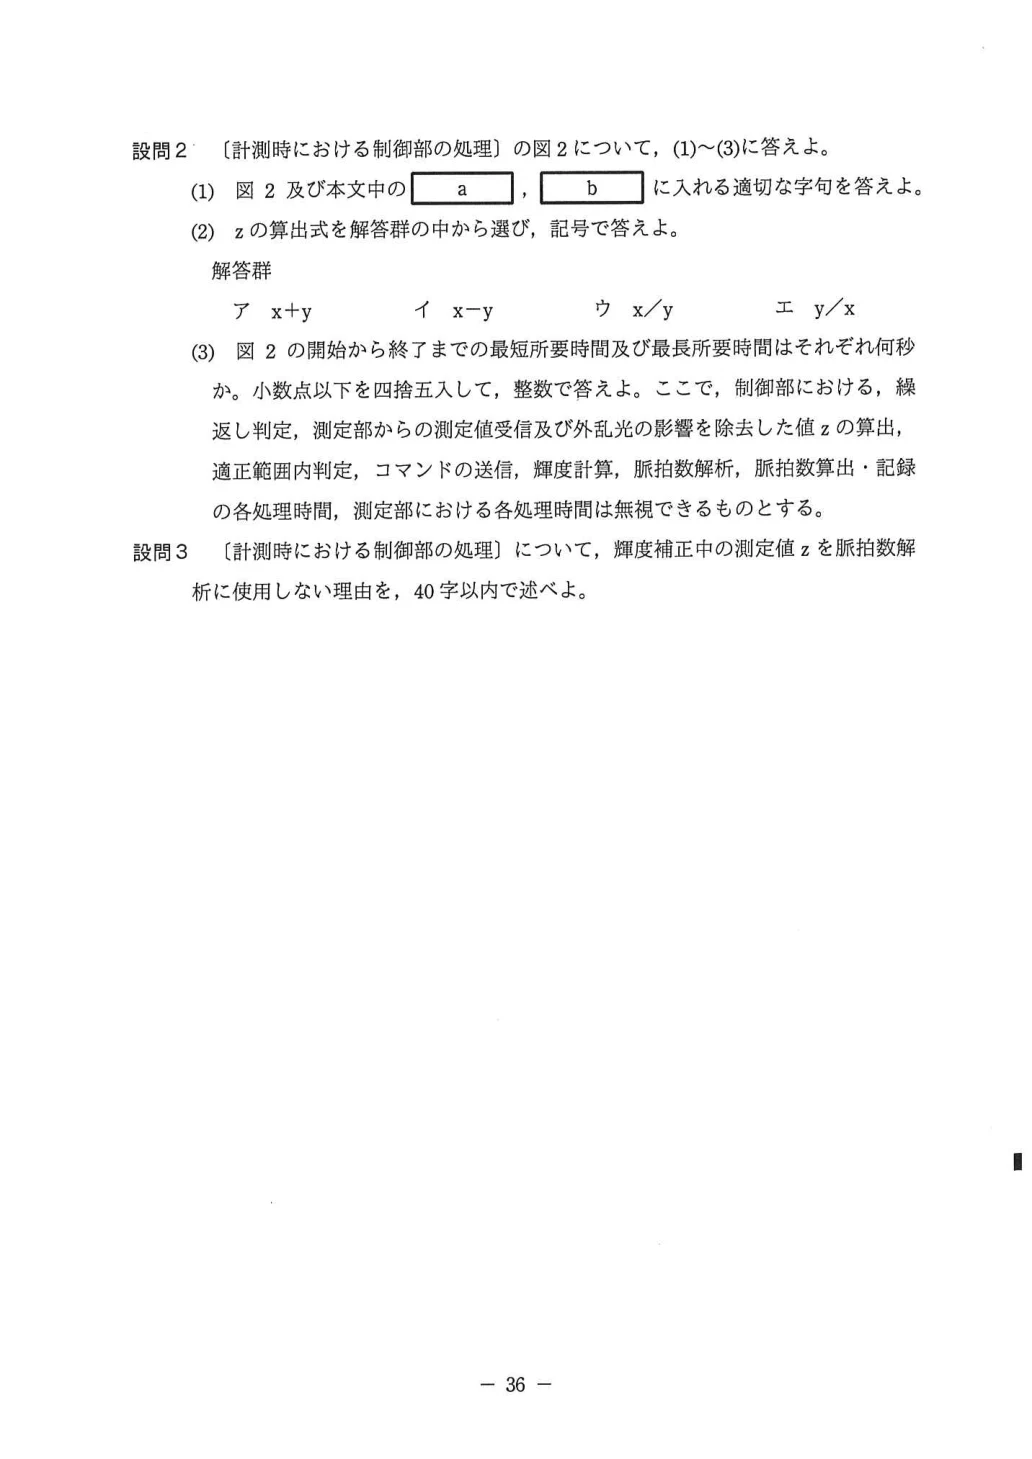 設問2 〔計測時における制御部の処理〕の図2について，(1)～(3)に答えよ。
(1) 図 2 及び本文中の a ， b に入れる適切な字句を答えよ。
(2) zの算出式を解答群の中から選び，記号で答えよ。
解答群
ア x+y イ x−y ウ x／y エ y／x
(3) 図 2 の開始から終了までの最短所要時間及び最長所要時間はそれぞれ何秒
か。小数点以下を四捨五入して，整数で答えよ。ここで，制御部における，繰
返し判定，測定部からの測定値受信及び外乱光の影響を除去した値 z の算出，
適正範囲内判定，コマンドの送信，輝度計算，脈拍数解析，脈拍数算出・記録
の各処理時間，測定部における各処理時間は無視できるものとする。
設問3 〔計測時における制御部の処理〕について，輝度補正中の測定値 z を脈拍数解
析に使用しない理由を，40 字以内で述べよ。
－ 36 －